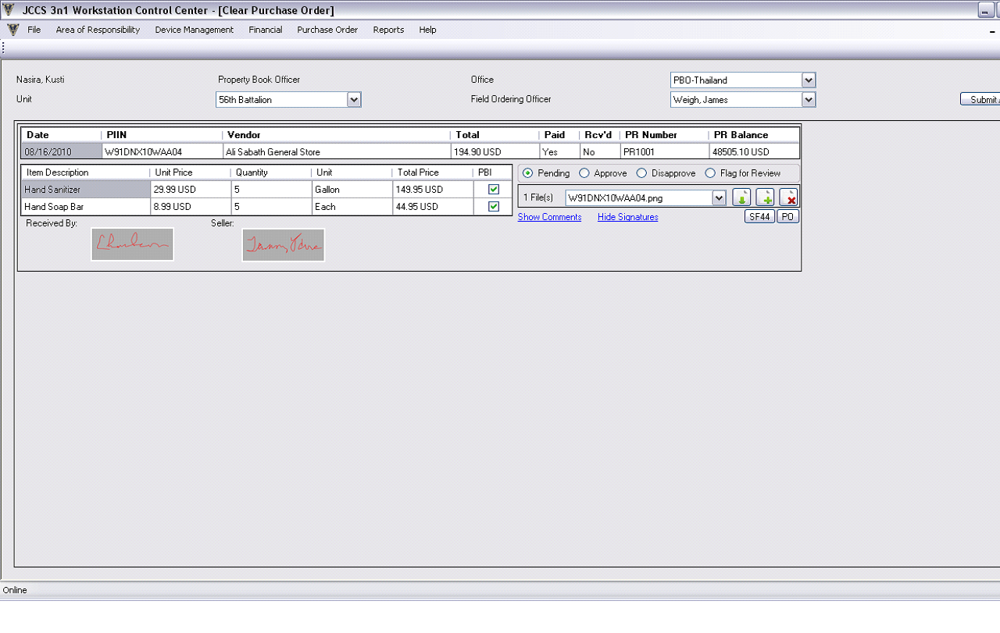 JCCS 3n1 Workstation Control Center - [Clear Purchase Order]
File Area of Responsibility Device Management Financial Purchase Order Reports Help
Nasira, Kusti Property Book Officer Office PBO-Thailand
Unit 56th Battalion Field Ordering Officer Weigh, James Submit
Date PIIN Vendor Total Paid Rcv'd PR Number PR Balance
08/16/2010 W91DNX10WAA04 Ali Sabath General Store 194.90 USD Yes No PR1001 48505.10 USD
Item Description Unit Price Quantity Unit Total Price PBI Pending Approve Disapprove Flag for Review
Hand Sanitizer 29.99 USD 5 Gallon 149.95 USD 1 File(s) W91DNX10WAA04.png
Hand Soap Bar 8.99 USD 5 Each 44.95 USD
Show Comments Hide Signatures SF44 PO
Received By: Seller:
Online